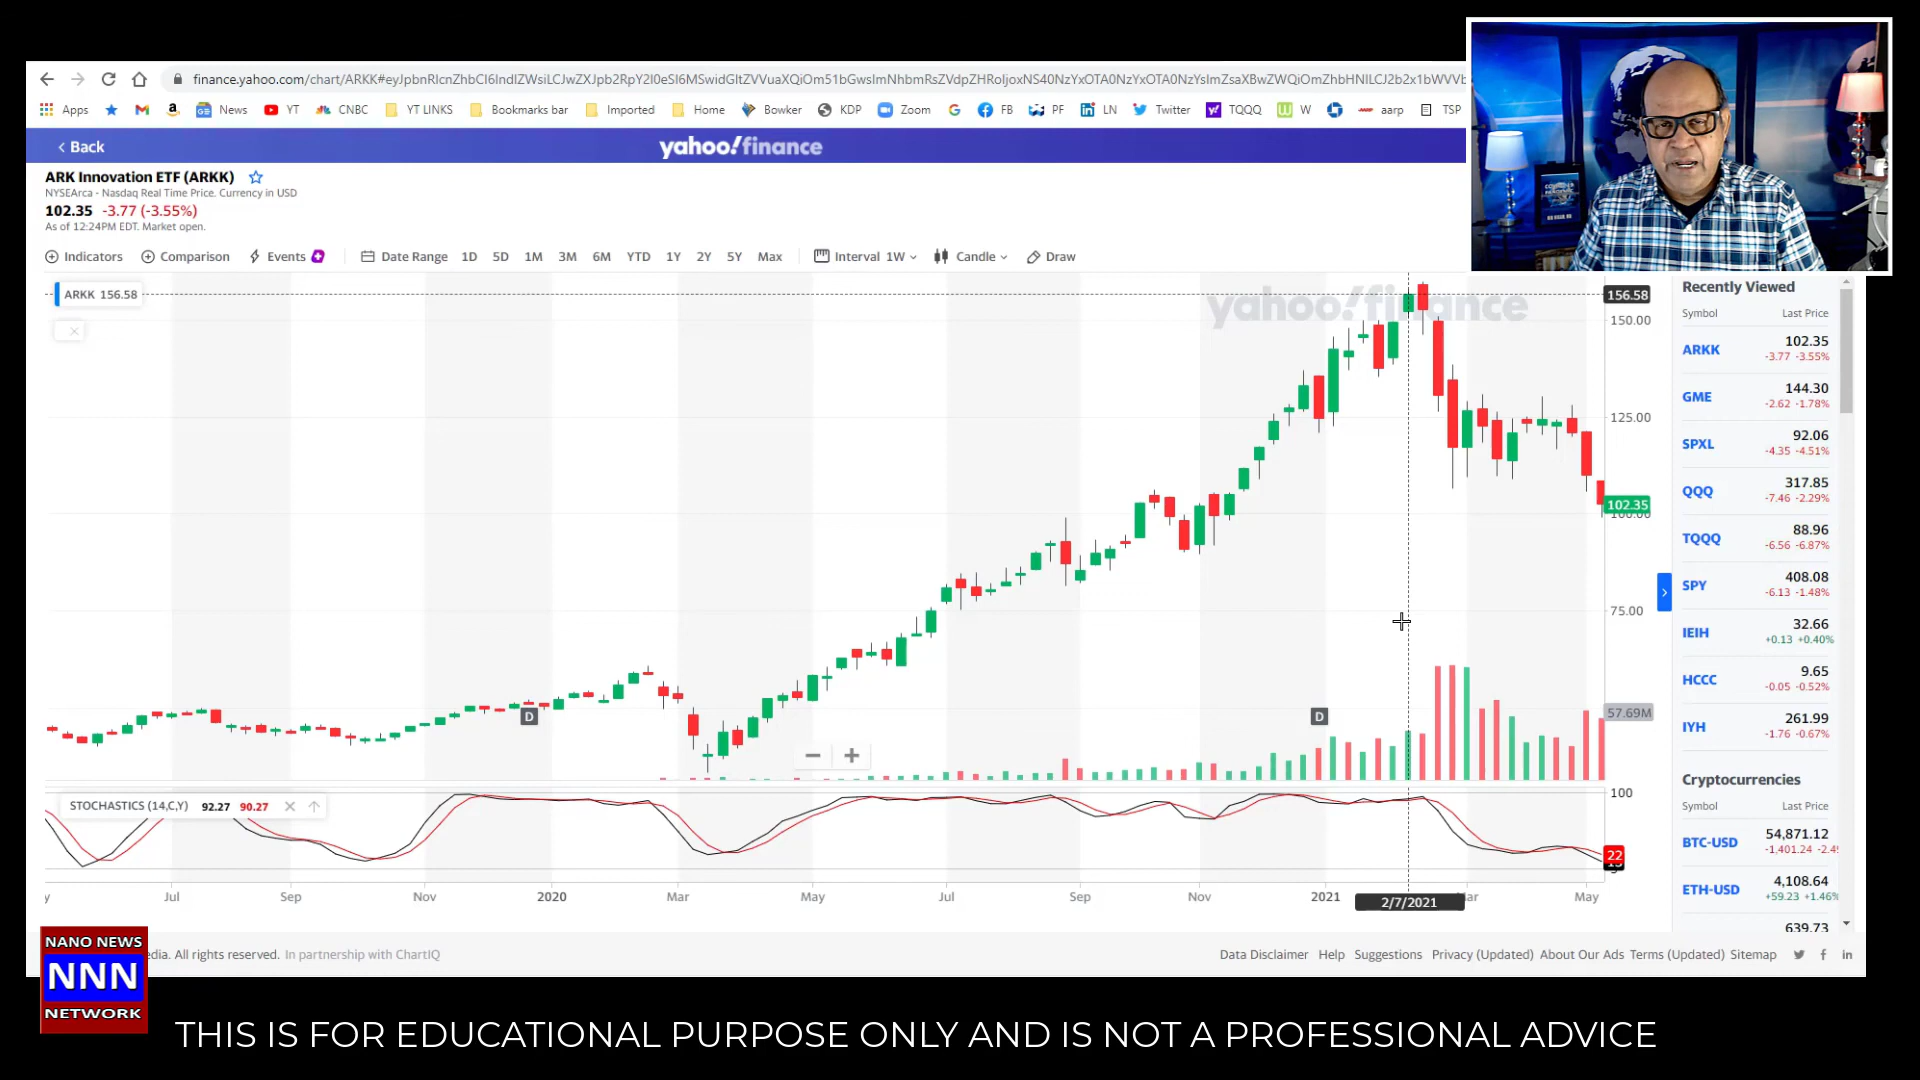 finance.yahoo.com/chart/ARKK#eyJpbnRlcnZhbCI6IndlZWsiLCJwZXJpb2RpY2l0eSI6MSwidGltZVVuaXQiOm51bGwsImNhbmRsZVdpZHRoIjoxNS40NzYxOTA0NzYxOTA0NzYsImZsaXBwZWQiOmZhbHNlLCJ2b2x1bWVVb
Apps News YT CNBC YT LINKS Bookmarks bar Imported Home Bowker KDP Zoom FB PF LN Twitter TQQQ W aarp TSP
Back
yahoo!finance
ARK Innovation ETF (ARKK)
NYSEArca - Nasdaq Real Time Price. Currency in USD
102.35 -3.77 (-3.55%)
As of 12:24PM EDT. Market open.
Indicators Comparison Events Date Range 1D 5D 1M 3M 6M YTD 1Y 2Y 5Y Max Interval 1W Candle Draw
ARKK 156.58
yahoo!finance
156.58
150.00
125.00
102.35
100.00
75.00
57.69M
D
D
STOCHASTICS (14,C,Y) 92.27 90.27
100
22
Jul Sep Nov 2020 Mar May Jul Sep Nov 2021 2/7/2021 May
Recently Viewed
Symbol Last Price
ARKK 102.35
-3.77 -3.55%
GME 144.30
-2.62 -1.78%
SPXL 92.06
-4.35 -4.51%
QQQ 317.85
-7.46 -2.29%
TQQQ 88.96
-6.56 -6.87%
SPY 408.08
-6.13 -1.48%
IEIH 32.66
+0.13 +0.40%
HCCC 9.65
-0.05 -0.52%
IYH 261.99
-1.76 -0.67%
Cryptocurrencies
Symbol Last Price
BTC-USD 54,871.12
-1,401.24 -2.49
ETH-USD 4,108.64
+59.23 +1.46%
639.73
edia. All rights reserved. In partnership with ChartIQ
Data Disclaimer Help Suggestions Privacy (Updated) About Our Ads Terms (Updated) Sitemap
NANO NEWS
NNN
NETWORK
THIS IS FOR EDUCATIONAL PURPOSE ONLY AND IS NOT A PROFESSIONAL ADVICE